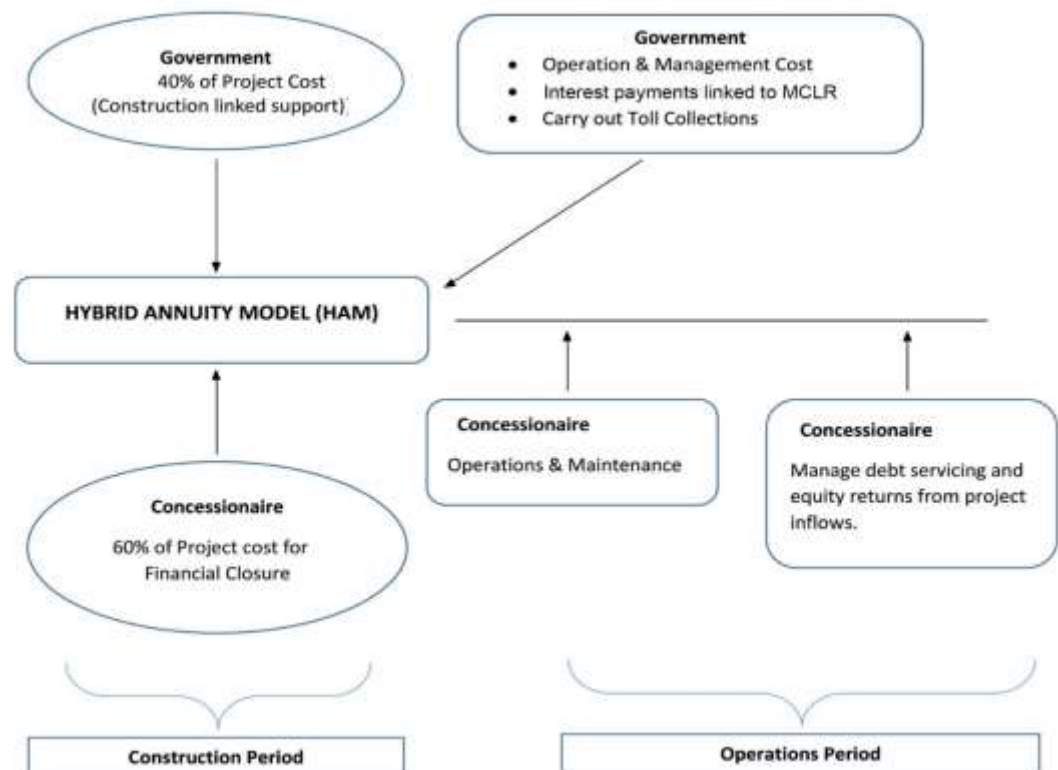 Government
40% of Project Cost
(Construction linked support)
Government
• Operation & Management Cost
• Interest payments linked to MCLR
• Carry out Toll Collections
HYBRID ANNUITY MODEL (HAM)
Concessionaire
Operations & Maintenance
Concessionaire
Manage debt servicing and
equity returns from project
inflows.
Concessionaire
60% of Project cost for
Financial Closure
Construction Period
Operations Period